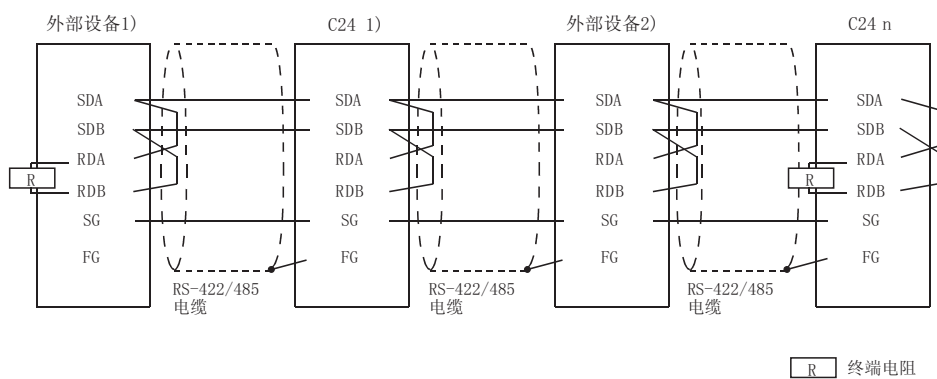 外部设备1)
C24 1)
外部设备2)
C24 n
SDA
SDB
RDA
RDB
SG
FG
SDA
SDB
RDA
RDB
SG
FG
SDA
SDB
RDA
RDB
SG
FG
SDA
SDB
RDA
RDB
SG
FG
R
R
RS-422/485
电缆
RS-422/485
电缆
RS-422/485
电缆
R 终端电阻